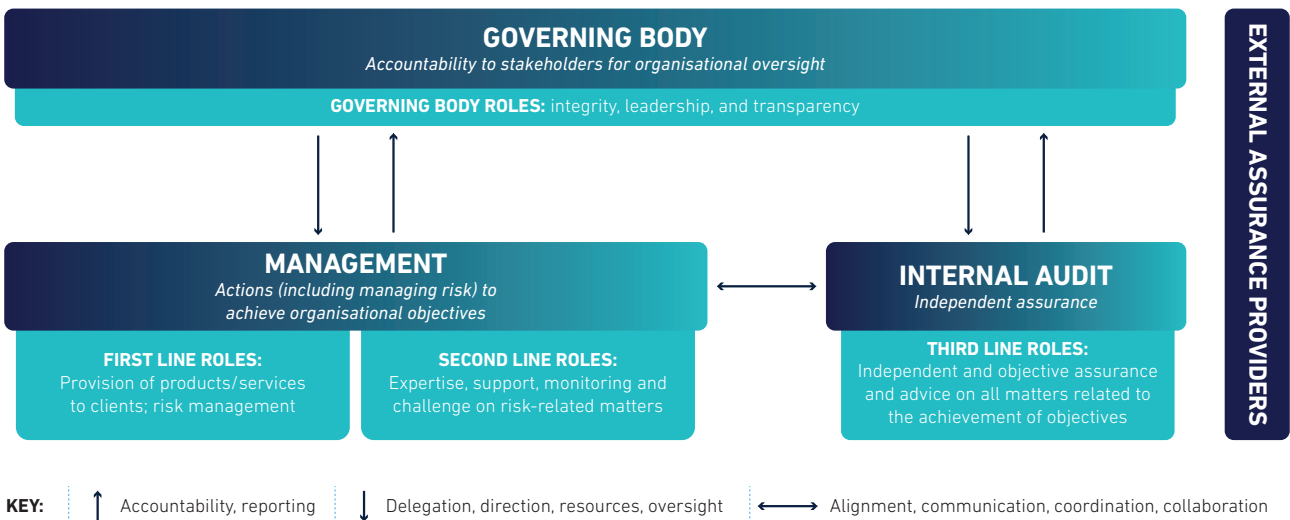 GOVERNING BODY
Accountability to stakeholders for organisational oversight
GOVERNING BODY ROLES: integrity, leadership, and transparency
MANAGEMENT
Actions (including managing risk) to
achieve organisational objectives
FIRST LINE ROLES:
Provision of products/services
to clients; risk management
SECOND LINE ROLES:
Expertise, support, monitoring and
challenge on risk-related matters
INTERNAL AUDIT
Independent assurance
THIRD LINE ROLES:
Independent and objective assurance
and advice on all matters related to
the achievement of objectives
EXTERNAL ASSURANCE PROVIDERS
KEY: Accountability, reporting Delegation, direction, resources, oversight Alignment, communication, coordination, collaboration